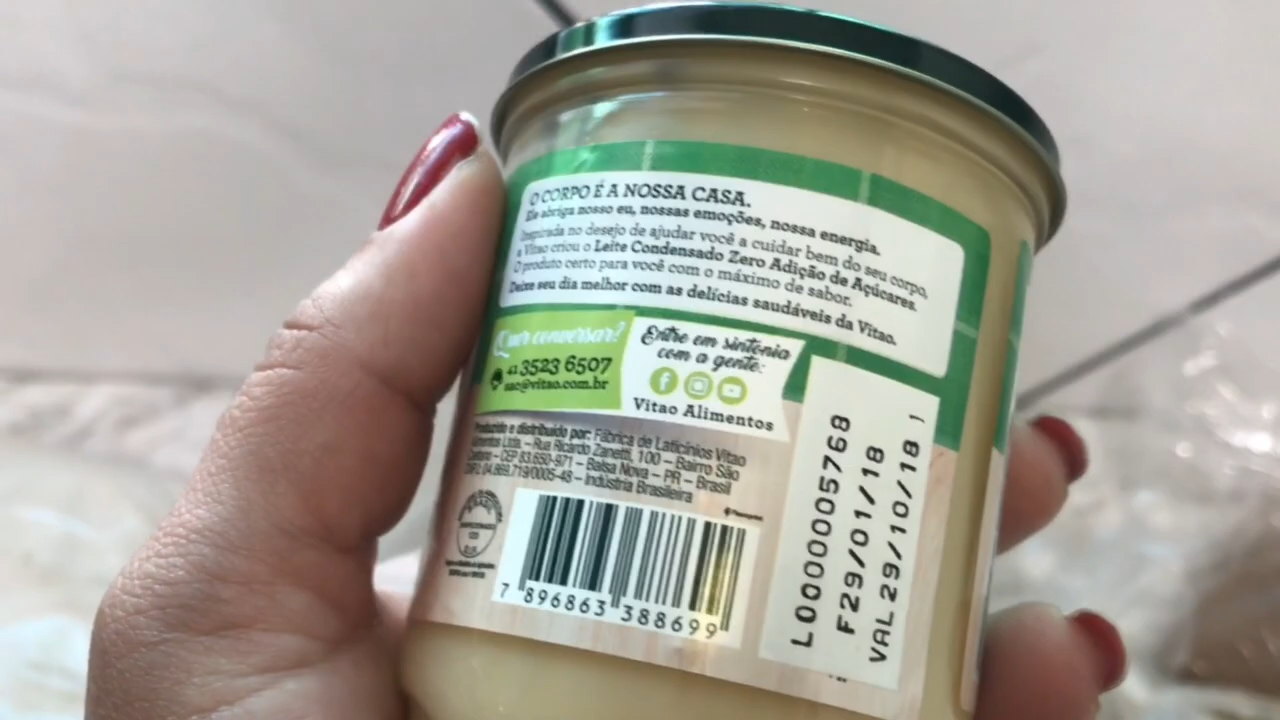 O CORPO É A NOSSA CASA.
Ele abriga nosso eu, nossas emoções, nossa energia.
Inspirada no desejo de ajudar você a cuidar bem do seu corpo,
a Vitao criou o Leite Condensado Zero Adição de Açúcares.
O produto certo para você com o máximo de sabor.
Deixe seu dia melhor com as delícias saudáveis da Vitao.
Quer conversar?
41 3523 6507
sac@vitao.com.br
Entre em sintonia
com a gente:
Vitao Alimentos
Produzido e distribuído por: Fábrica de Laticínios Vitao
Alimentos Ltda. – Rua Ricardo Zanetti, 100 – Bairro São
Caetano – CEP 83.650-971 – Balsa Nova – PR – Brasil
CNPJ 04.869.719/0005-48 – Indústria Brasileira
7 896863 388699
L0000005768
F29/01/18
VAL 29/10/18 1